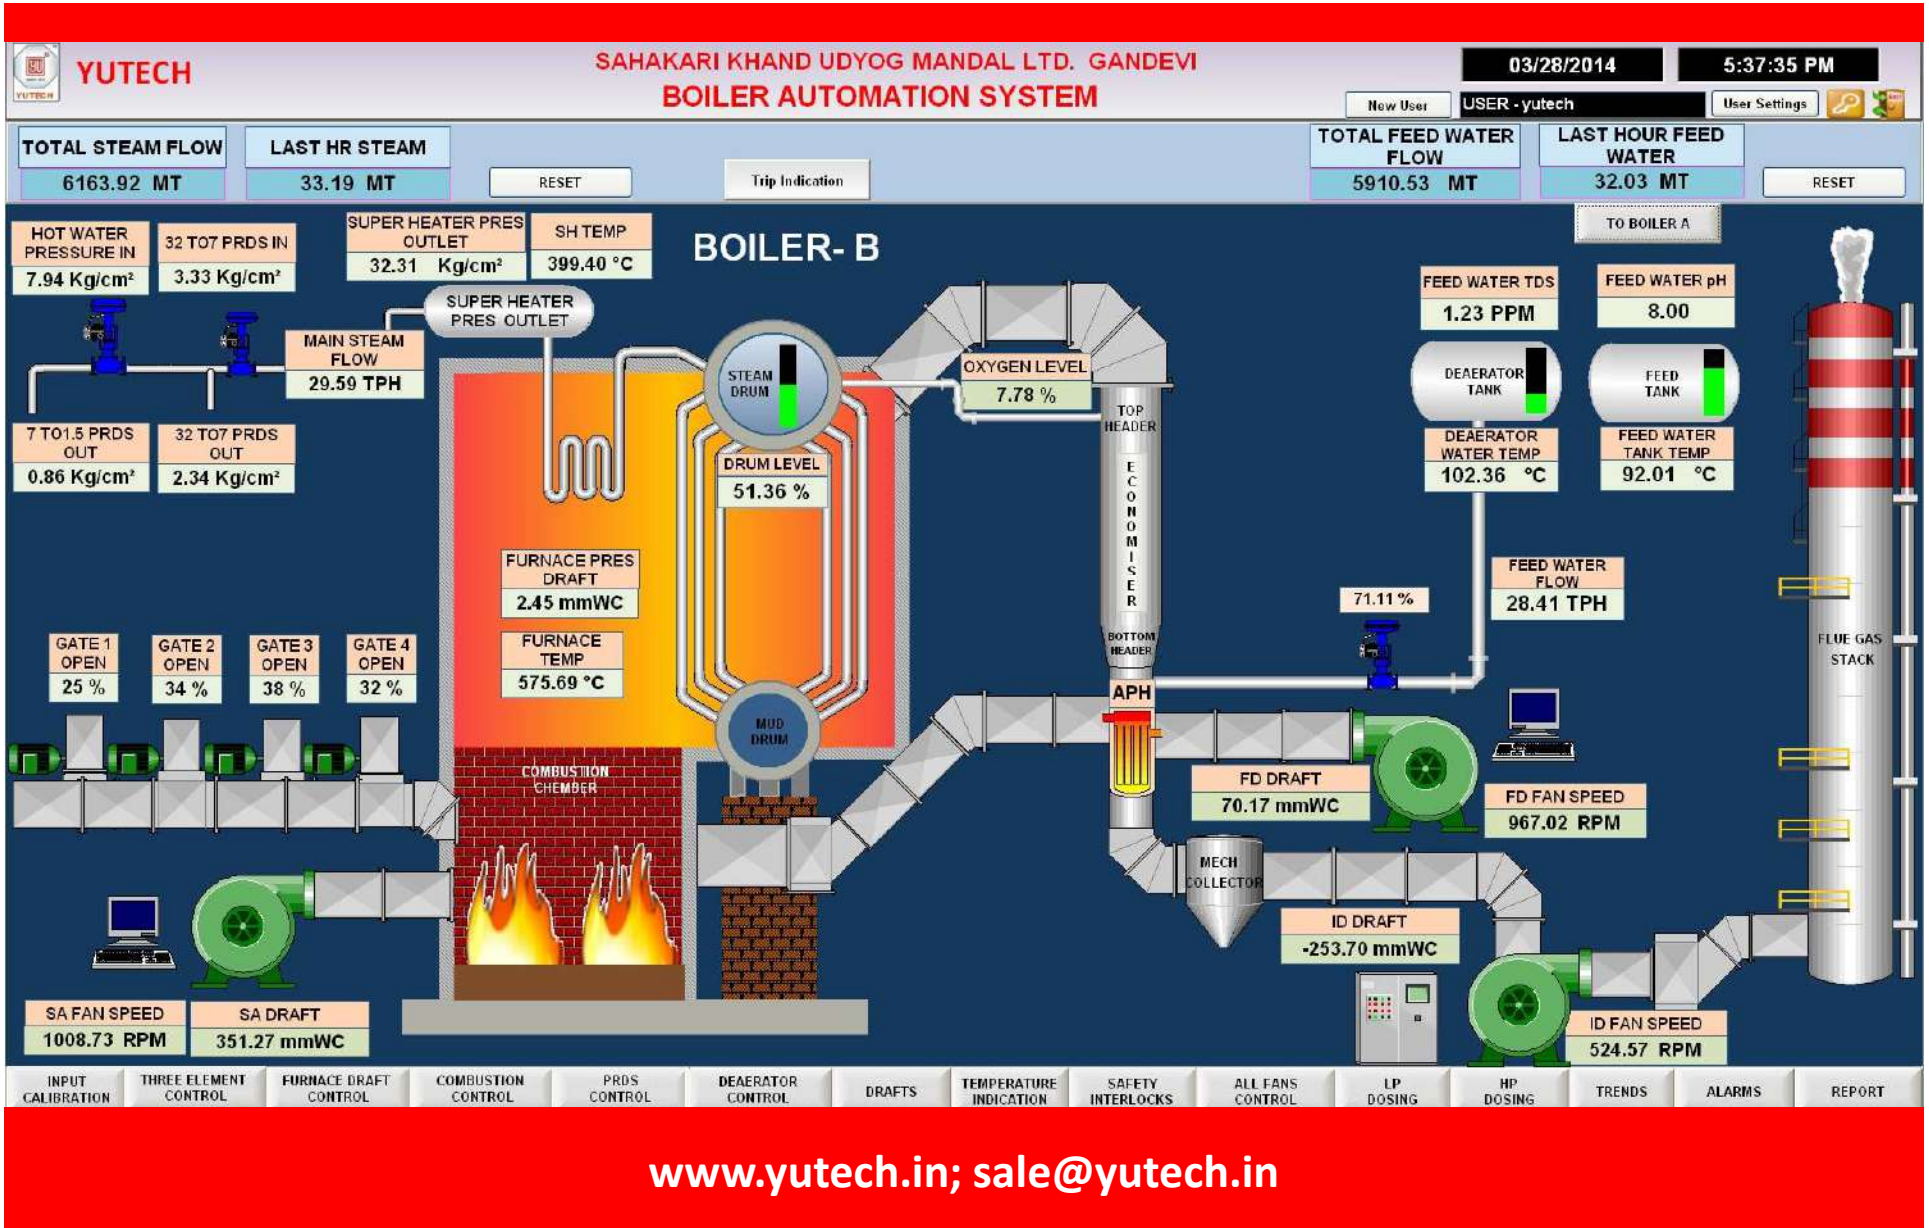 YUTECH
YUTECH
SAHAKARI KHAND UDYOG MANDAL LTD. GANDEVI
BOILER AUTOMATION SYSTEM
03/28/2014
5:37:35 PM
New User
USER - yutech
User Settings
TOTAL STEAM FLOW
6163.92 MT
LAST HR STEAM
33.19 MT
RESET
Trip Indication
TOTAL FEED WATER
FLOW
5910.53 MT
LAST HOUR FEED
WATER
32.03 MT
RESET
HOT WATER
PRESSURE IN
7.94 Kg/cm²
32 TO7 PRDS IN
3.33 Kg/cm²
SUPER HEATER PRES
OUTLET
32.31 Kg/cm²
SH TEMP
399.40 °C
BOILER- B
TO BOILER A
FEED WATER TDS
1.23 PPM
FEED WATER pH
8.00
SUPER HEATER
PRES OUTLET
MAIN STEAM
FLOW
29.59 TPH
STEAM
DRUM
OXYGEN LEVEL
7.78 %
TOP
HEADER
DEAERATOR
TANK
FEED
TANK
7 TO1.5 PRDS
OUT
0.86 Kg/cm²
32 TO7 PRDS
OUT
2.34 Kg/cm²
DRUM LEVEL
51.36 %
ECONOMISER
DEAERATOR
WATER TEMP
102.36 °C
FEED WATER
TANK TEMP
92.01 °C
FURNACE PRES
DRAFT
2.45 mmWC
FURNACE
TEMP
575.69 °C
71.11 %
FEED WATER
FLOW
28.41 TPH
BOTTOM
HEADER
FLUE GAS
STACK
GATE 1
OPEN
25 %
GATE 2
OPEN
34 %
GATE 3
OPEN
38 %
GATE 4
OPEN
32 %
APH
MUD
DRUM
COMBUSTION
CHEMBER
FD DRAFT
70.17 mmWC
FD FAN SPEED
967.02 RPM
MECH
COLLECTOR
ID DRAFT
-253.70 mmWC
SA FAN SPEED
1008.73 RPM
SA DRAFT
351.27 mmWC
ID FAN SPEED
524.57 RPM
INPUT
CALIBRATION
THREE ELEMENT
CONTROL
FURNACE DRAFT
CONTROL
COMBUSTION
CONTROL
PRDS
CONTROL
DEAERATOR
CONTROL
DRAFTS
TEMPERATURE
INDICATION
SAFETY
INTERLOCKS
ALL FANS
CONTROL
LP
DOSING
HP
DOSING
TRENDS
ALARMS
REPORT
www.yutech.in; sale@yutech.in